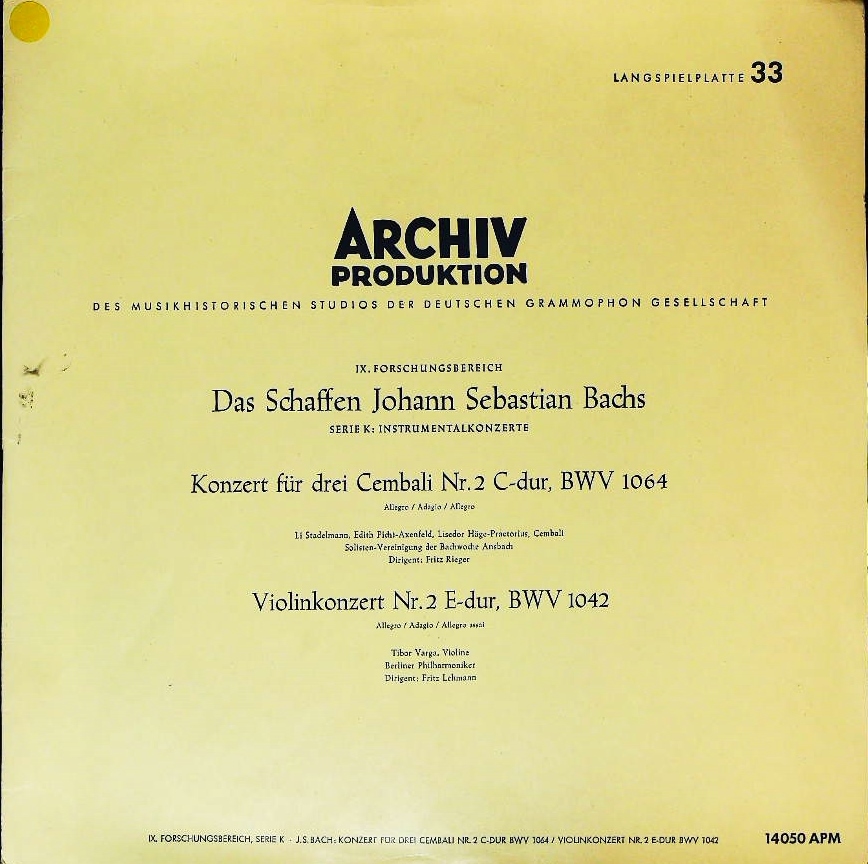 LANGSPIELPLATTE 33
ARCHIV
PRODUKTION
DES MUSIKHISTORISCHEN STUDIOS DER DEUTSCHEN GRAMMOPHON GESELLSCHAFT
IX. FORSCHUNGSBEREICH
Das Schaffen Johann Sebastian Bachs
SERIE K: INSTRUMENTALKONZERTE
Konzert für drei Cembali Nr. 2 C-dur, BWV 1064
Allegro / Adagio / Allegro
Li Stadelmann, Edith Picht-Axenfeld, Lisedor Häge-Praetorius, Cembali
Solisten-Vereinigung der Bachwoche Ansbach
Dirigent: Fritz Rieger
Violinkonzert Nr. 2 E-dur, BWV 1042
Allegro / Adagio / Allegro assai
Tibor Varga, Violine
Berliner Philharmoniker
Dirigent: Fritz Lehmann
IX. FORSCHUNGSBEREICH, SERIE K - J. S. BACH: KONZERT FÜR DREI CEMBALI NR. 2 C-DUR BWV 1064 / VIOLINKONZERT NR. 2 E-DUR BWV 1042
14050 APM